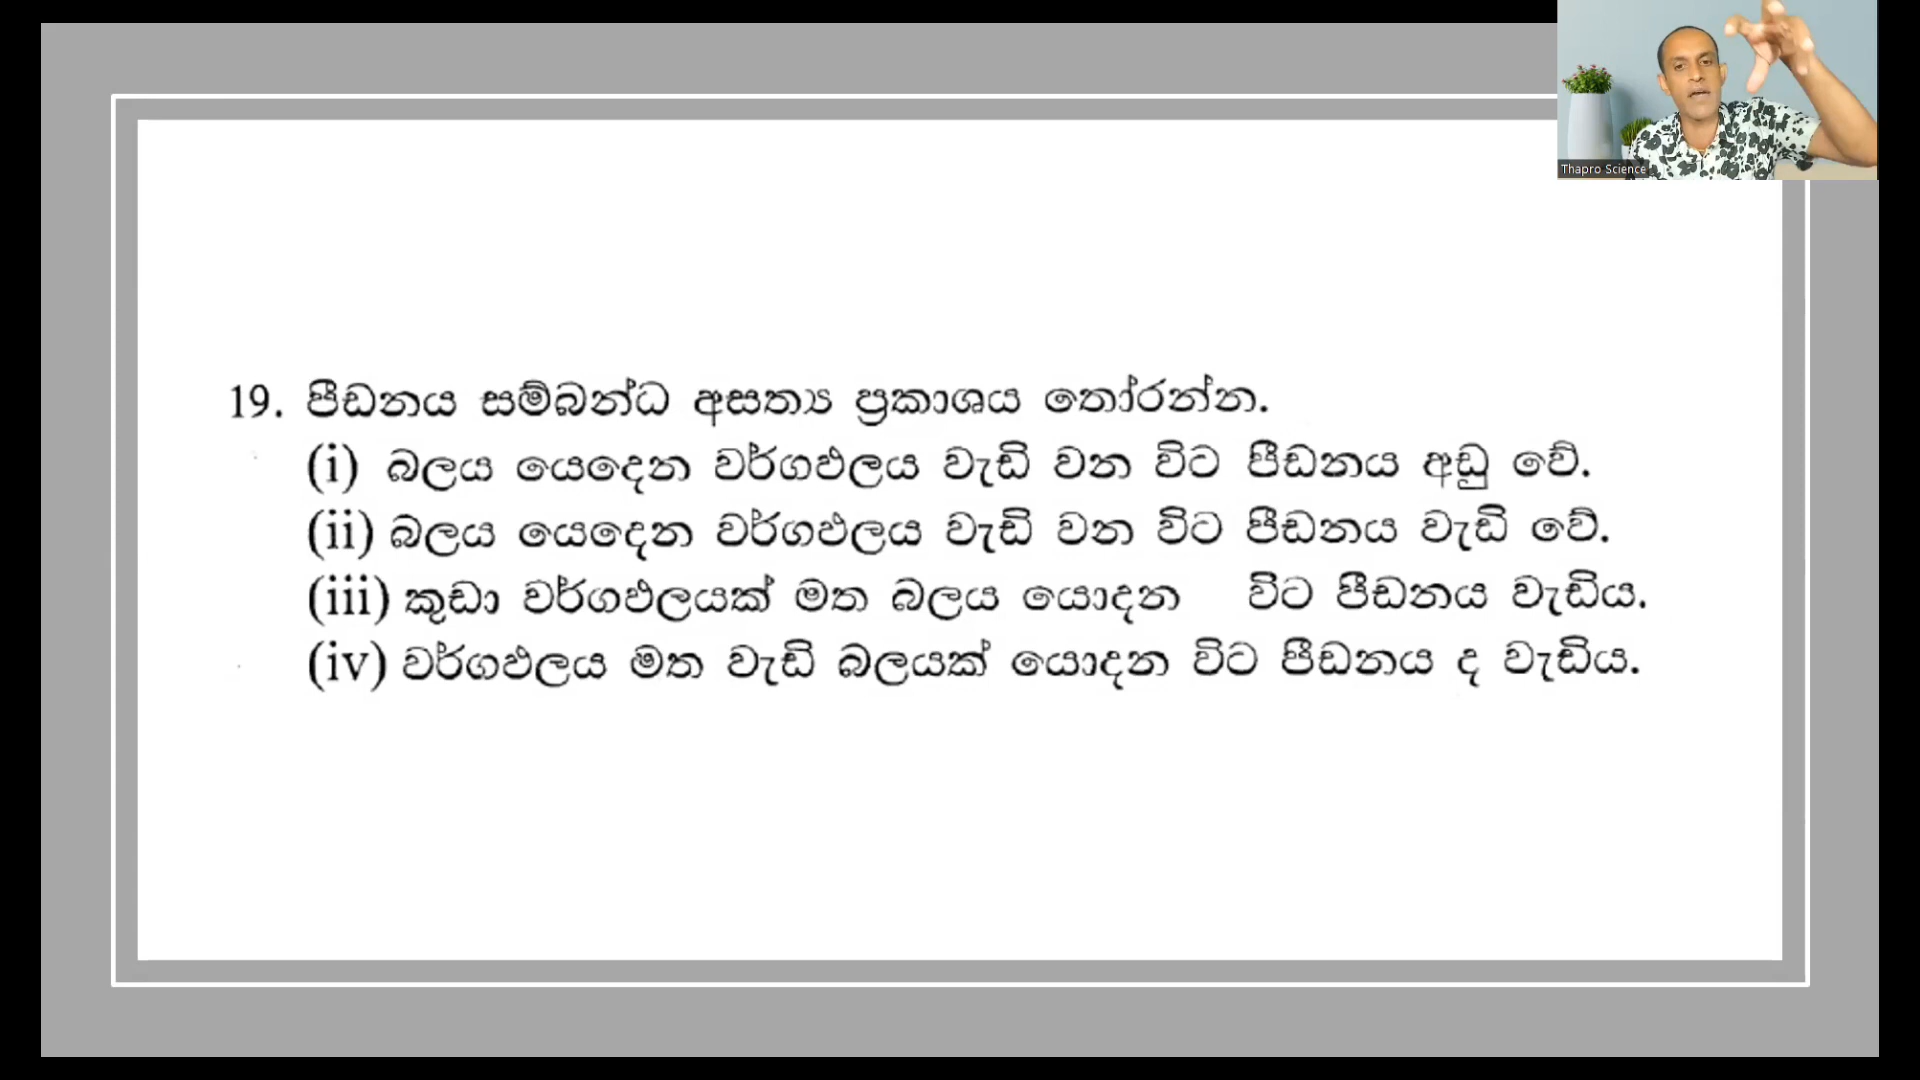 Thapro Science
19. පීඩනය සම්බන්ධ අසත්‍ය ප්‍රකාශය තෝරන්න.
(i) බලය යෙදෙන වර්ගඵලය වැඩි වන විට පීඩනය අඩු වේ.
(ii) බලය යෙදෙන වර්ගඵලය වැඩි වන විට පීඩනය වැඩි වේ.
(iii) කුඩා වර්ගඵලයක් මත බලය යොදන විට පීඩනය වැඩිය.
(iv) වර්ගඵලය මත වැඩි බලයක් යොදන විට පීඩනය ද වැඩිය.